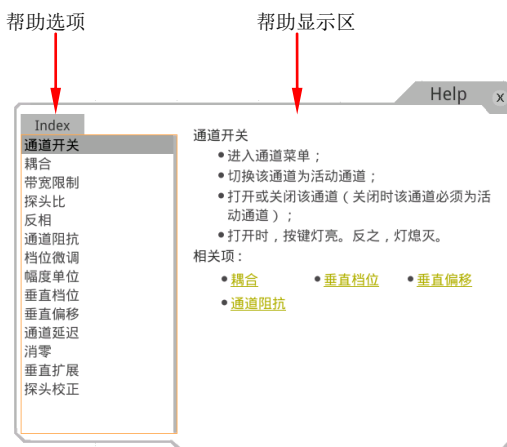 帮助选项
帮助显示区
Help
x
Index
通道开关
耦合
带宽限制
探头比
反相
通道阻抗
档位微调
幅度单位
垂直档位
垂直偏移
通道延迟
消零
垂直扩展
探头校正
通道开关
●进入通道菜单；
●切换该通道为活动通道；
●打开或关闭该通道（关闭时该通道必须为活
动通道）；
●打开时，按键灯亮。反之，灯熄灭。
相关项：
●耦合 ●垂直档位 ●垂直偏移
●通道阻抗